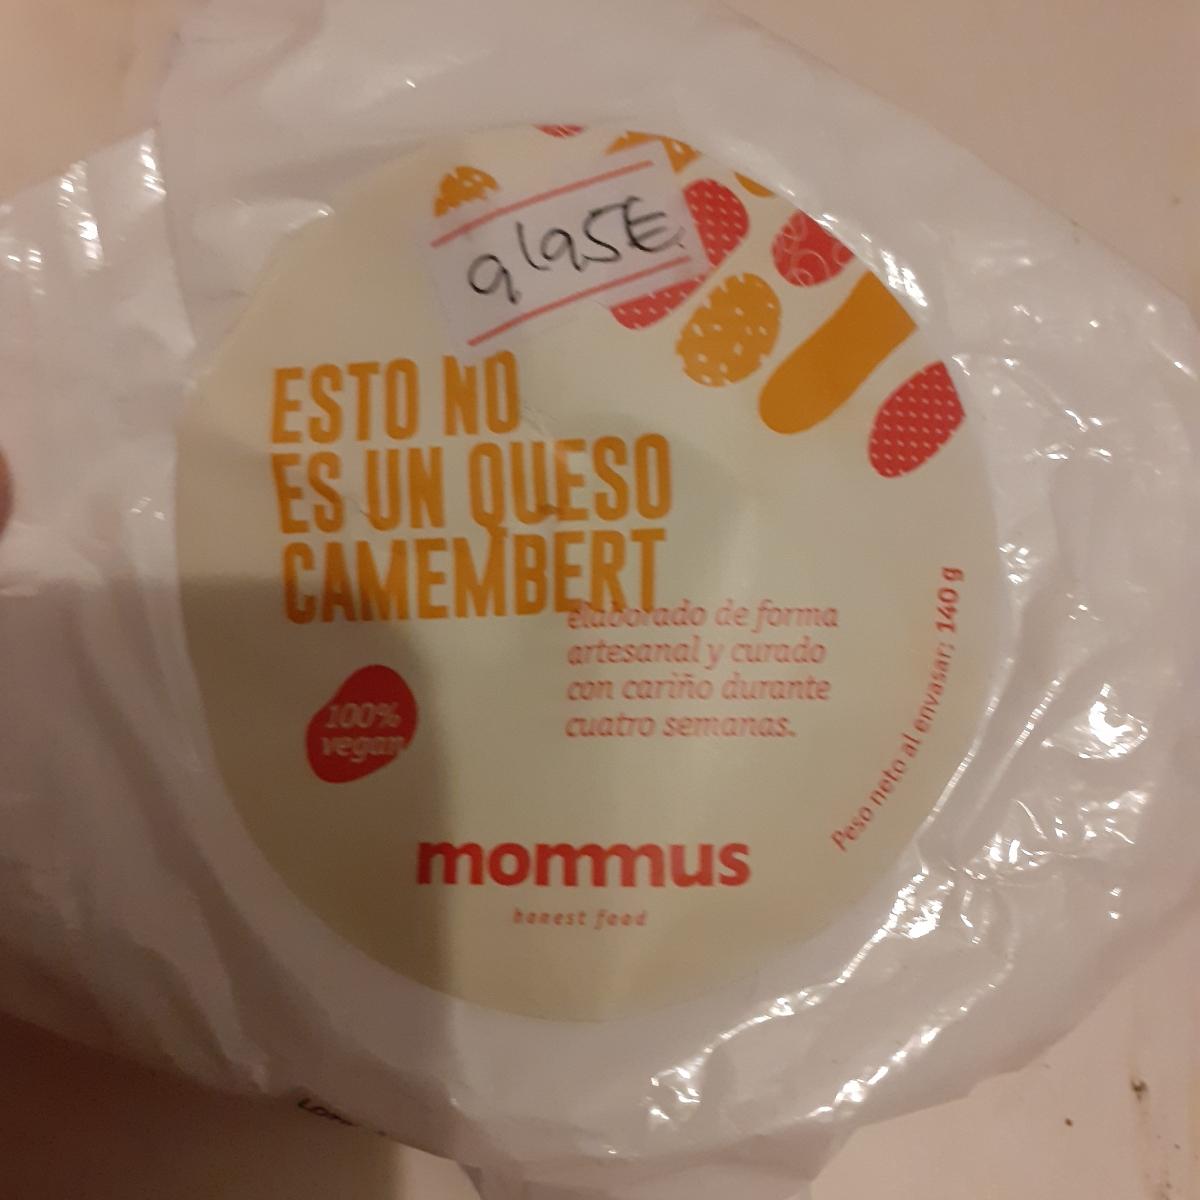 9'95€
ESTO NO
ES UN QUESO
CAMEMBERT
elaborado de forma
artesanal y curado
con cariño durante
cuatro semanas.
100%
vegan
Peso neto al envasar: 140 g
mommus
honest food